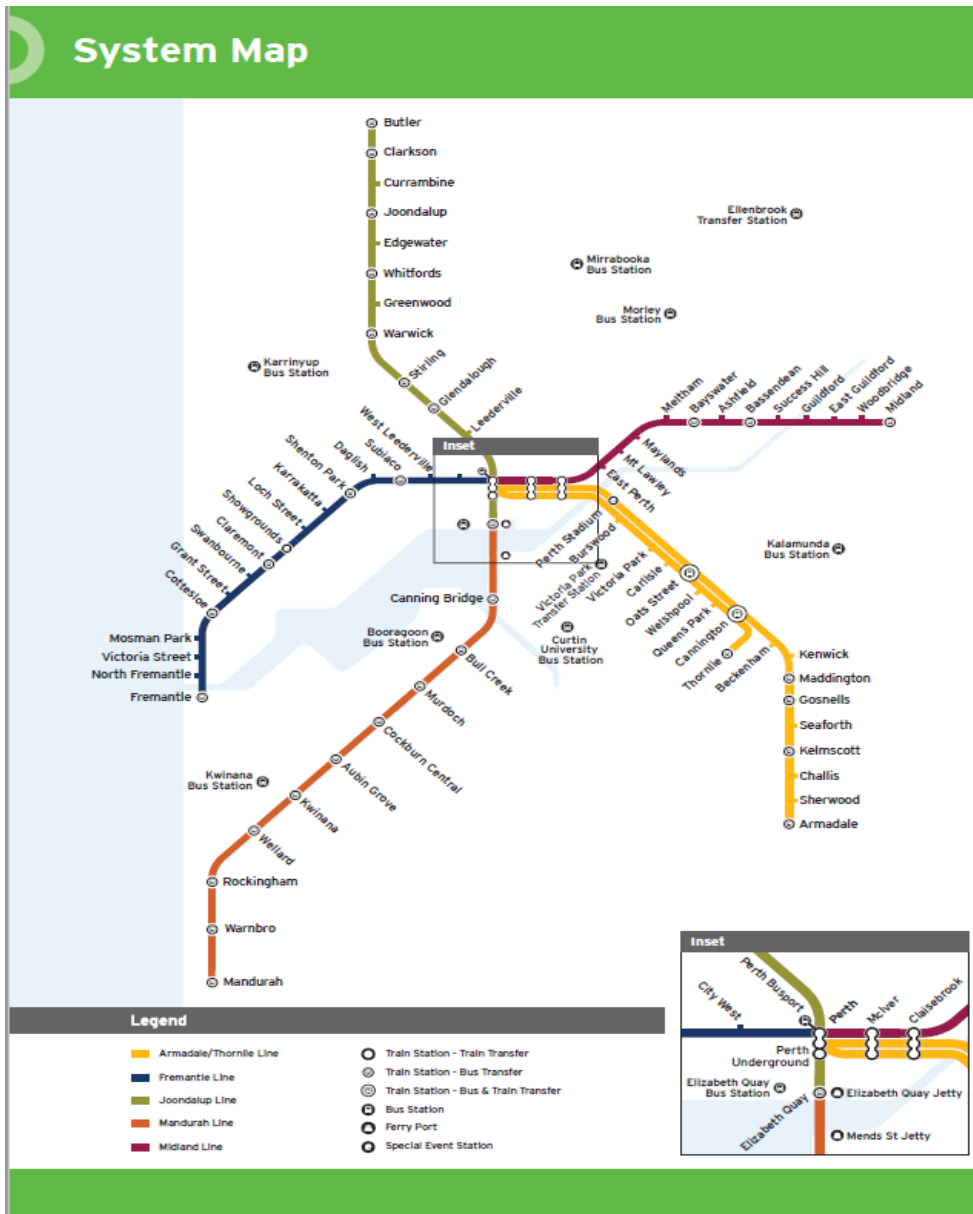 System Map
Butler
Clarkson
Currambine
Joondalup
Edgewater
Whitfords
Greenwood
Warwick
Stirling
Glendalough
Leederville
Ellenbrook
Transfer Station
Mirrabooka
Bus Station
Morley
Bus Station
Karrinyup
Bus Station
Inset
West Leederville
Subiaco
Daglish
Shenton Park
Karrakatta
Loch Street
Showgrounds
Claremont
Swanbourne
Grant Street
Cottesloe
Mosman Park
Victoria Street
North Fremantle
Fremantle
Meltham
Bayswater
Ashfield
Bassendean
Success Hill
Guildford
East Guildford
Woodbridge
Midland
Maylands
Mt Lawley
East Perth
Perth Stadium
Burswood
Victoria Park
Transfer Station
Victoria Park
Carlisle
Oats Street
Welshpool
Queens Park
Cannington
Thornlie
Beckenham
Kalamunda
Bus Station
Curtin
University
Bus Station
Kenwick
Maddington
Gosnells
Seaforth
Kelmscott
Challis
Sherwood
Armadale
Canning Bridge
Booragoon
Bus Station
Bull Creek
Murdoch
Cockburn Central
Aubin Grove
Kwinana
Bus Station
Kwinana
Wellard
Rockingham
Warnbro
Mandurah
Legend
Armadale/Thornlie Line
Fremantle Line
Joondalup Line
Mandurah Line
Midland Line
Train Station - Train Transfer
Train Station - Bus Transfer
Train Station - Bus & Train Transfer
Bus Station
Ferry Port
Special Event Station
Inset
City West
Perth Busport
Perth
McIver
Claisebrook
Perth
Underground
Elizabeth Quay
Bus Station
Elizabeth Quay
Elizabeth Quay Jetty
Mends St Jetty